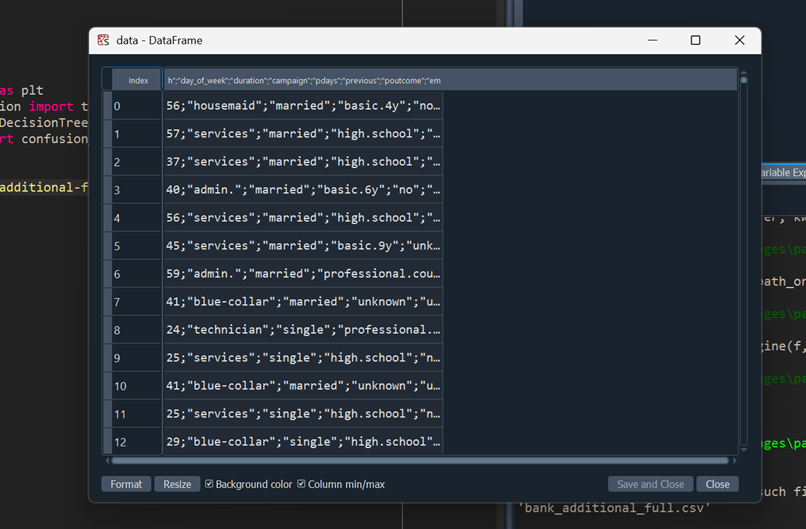 data - DataFrame
as plt
ion import t
DecisionTree
rt confusion
additional-f
Index
:h";"day_of_week";"duration";"campaign";"pdays";"previous";"poutcome";"em
0 56;"housemaid";"married";"basic.4y";"no…
1 57;"services";"married";"high.school";"…
2 37;"services";"married";"high.school";"…
3 40;"admin.";"married";"basic.6y";"no";"…
4 56;"services";"married";"high.school";"…
5 45;"services";"married";"basic.9y";"unk…
6 59;"admin.";"married";"professional.cou…
7 41;"blue-collar";"married";"unknown";"u…
8 24;"technician";"single";"professional.…
9 25;"services";"single";"high.school";"n…
10 41;"blue-collar";"married";"unknown";"u…
11 25;"services";"single";"high.school";"n…
12 29;"blue-collar";"single";"high.school"…
Format Resize Background color Column min/max Save and Close Close
ariable Exp
ges\pa
path_or
ges\pa
gine(f,
ges\pa
ges\pa
such fi
'bank_additional_full.csv'